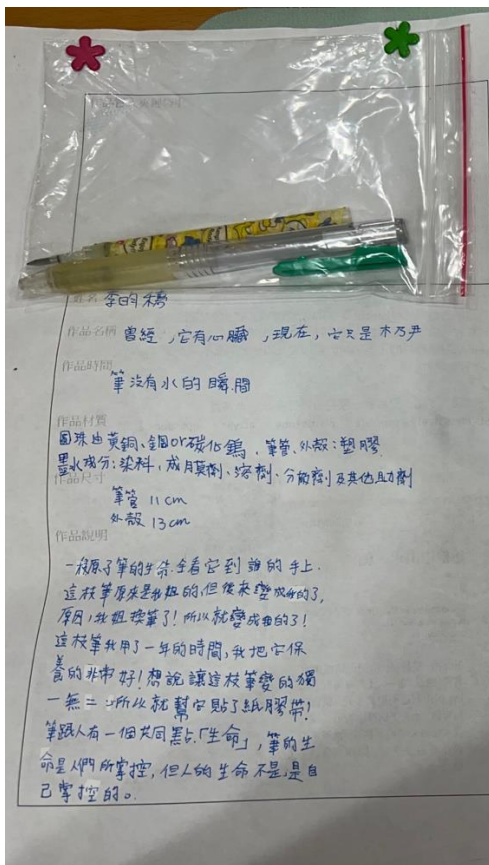 姓名 李昀橋
作品名稱 曾經,它有心臟,現在,它只是木乃尹
作品時間
筆沒有水的瞬間
作品材質
圓珠由黃銅、鋼or碳化鎢、筆管、外殼:塑膠
墨水成分:染料、成膜劑、溶劑、分散劑及其他助劑
作品尺寸
筆管 11cm
外殼 13cm
作品說明
一枝原子筆的生命全看它到誰的手上.
這枝筆原來是我姐的,但後來變成我的了,
原因:我姐換筆了!所以就變成我的了!
這枝筆我用了一年的時間,我把它保
養的非常好!想說讓這枝筆變的獨
一無二,所以就幫它貼了紙膠帶!
筆跟人有一個共同點「生命」,筆的生
命是人們所掌控,但人的生命不是,是自
己掌控的。